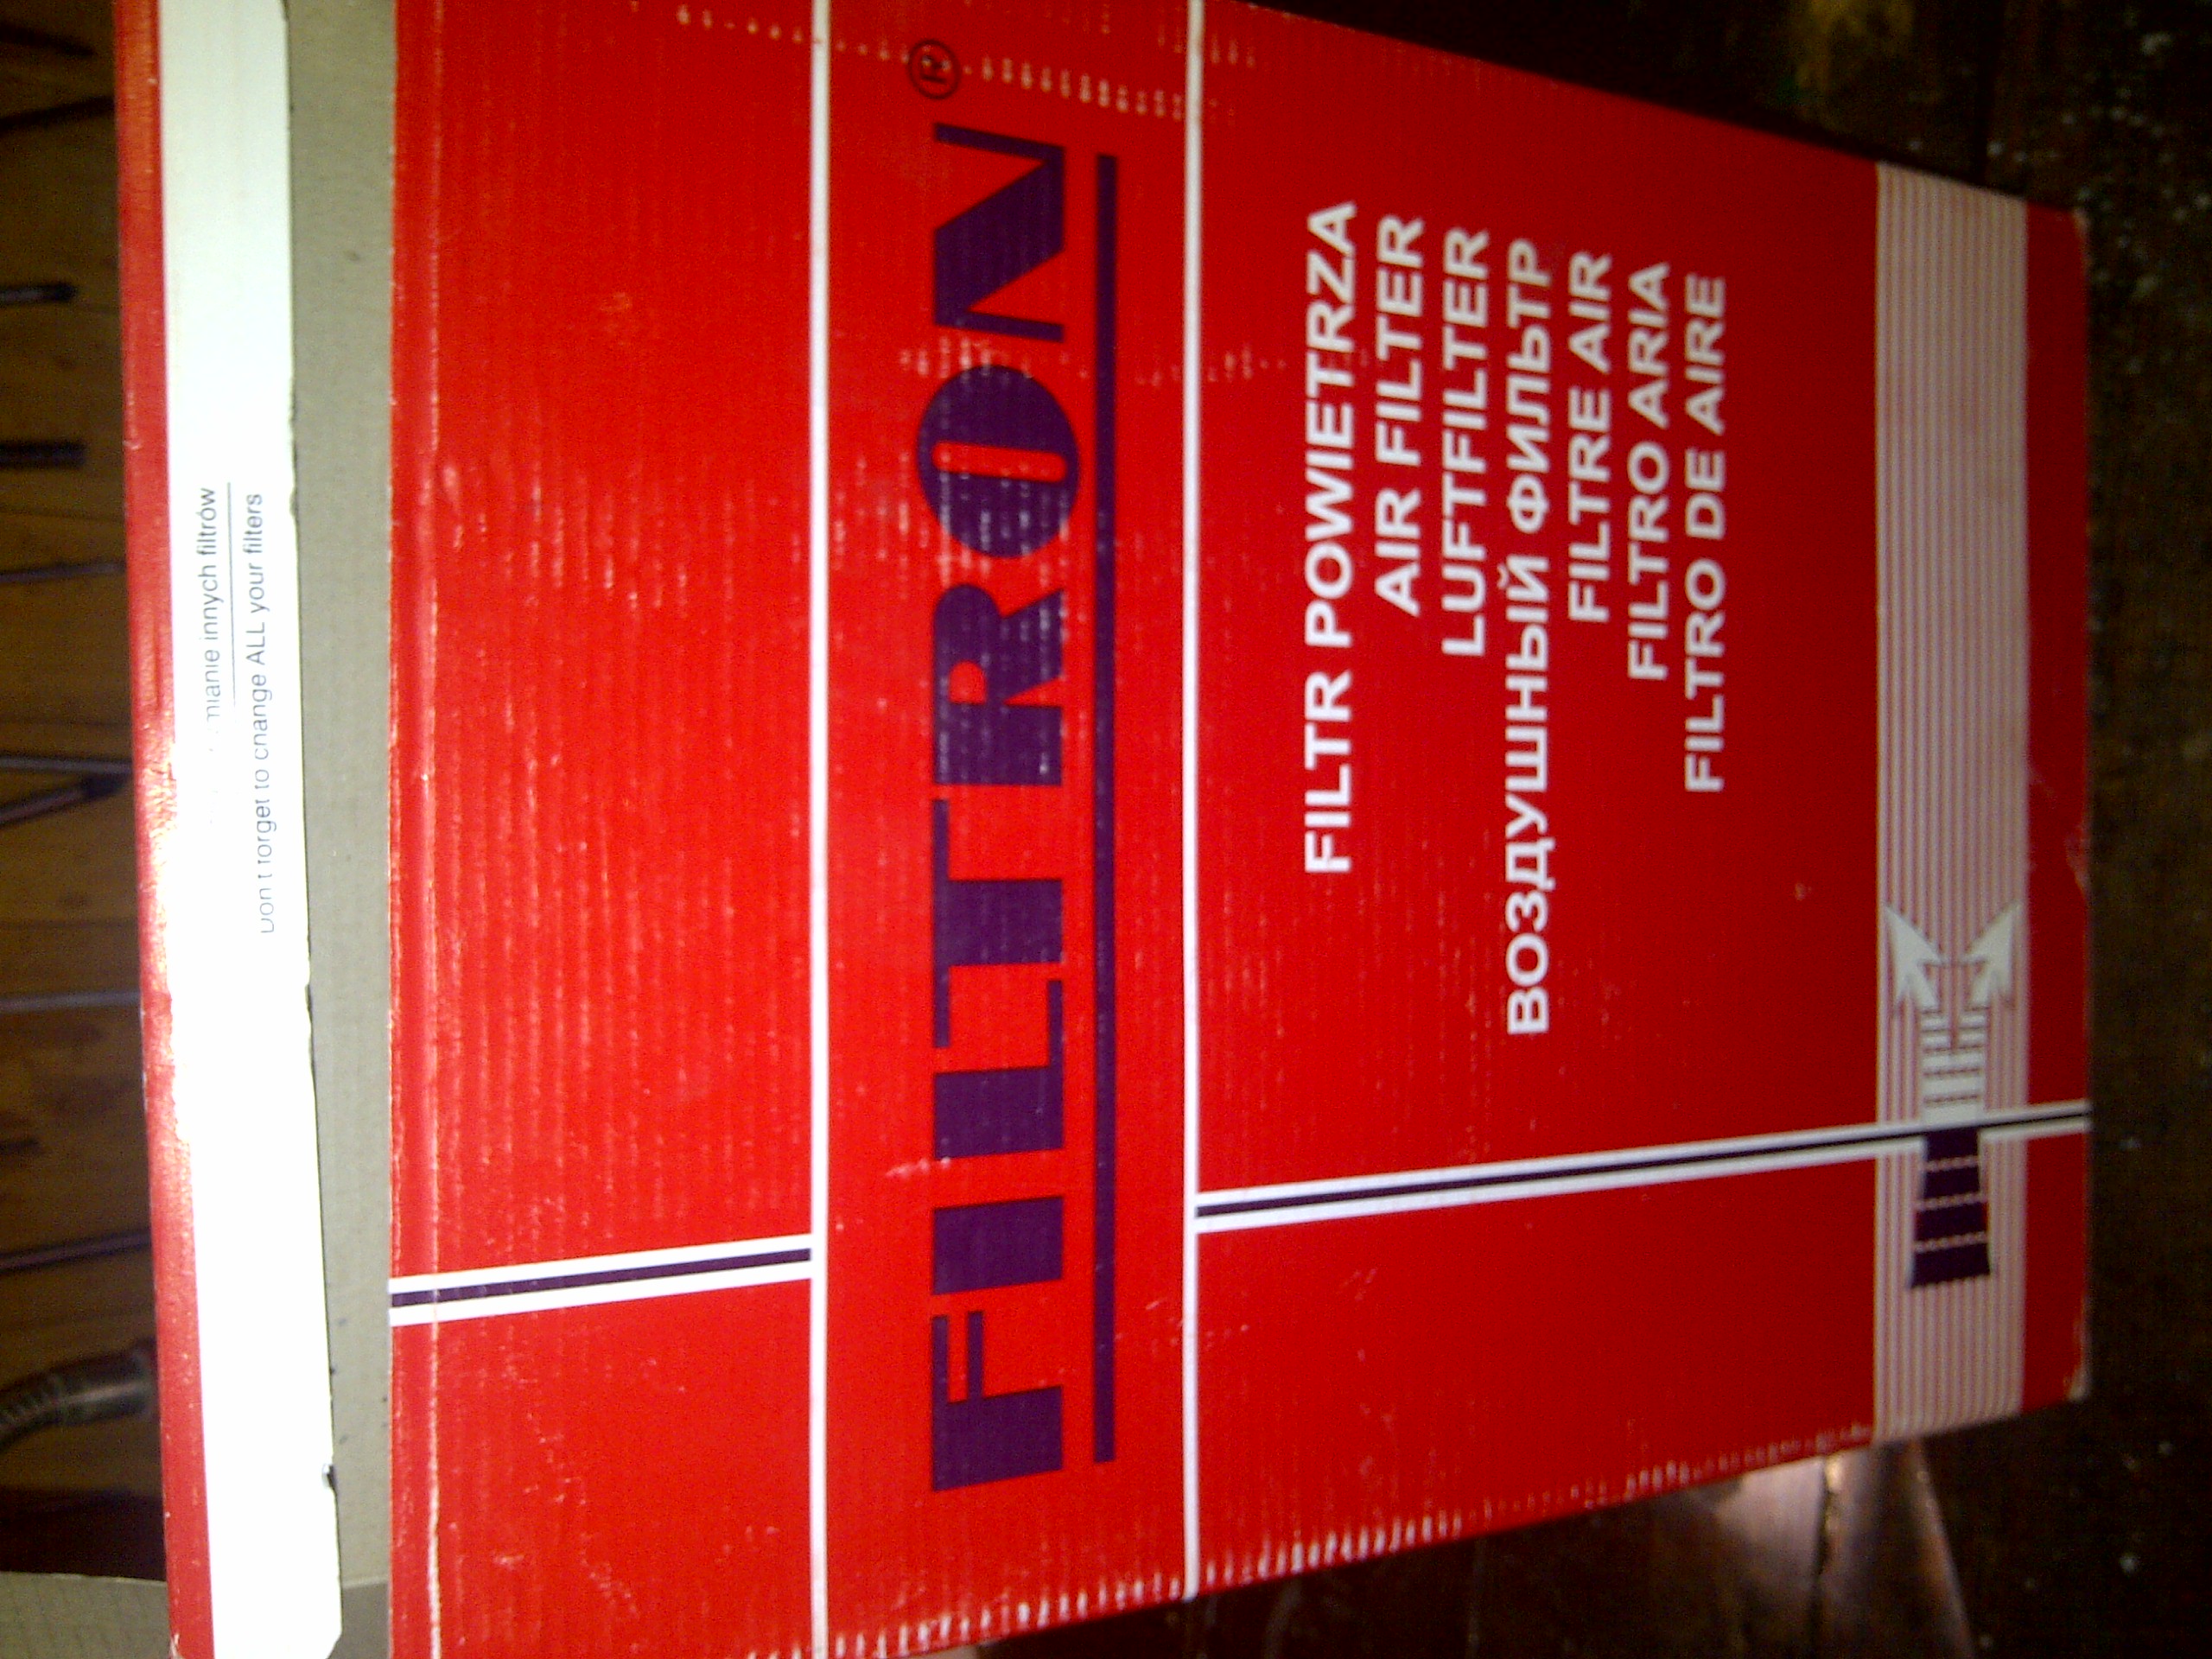 mianie innych filtrów
Don't forget to change ALL your filters
FILTRON®
FILTR POWIETRZA
AIR FILTER
LUFTFILTER
ВОЗДУШНЫЙ ФИЛЬТР
FILTRE AIR
FILTRO ARIA
FILTRO DE AIRE